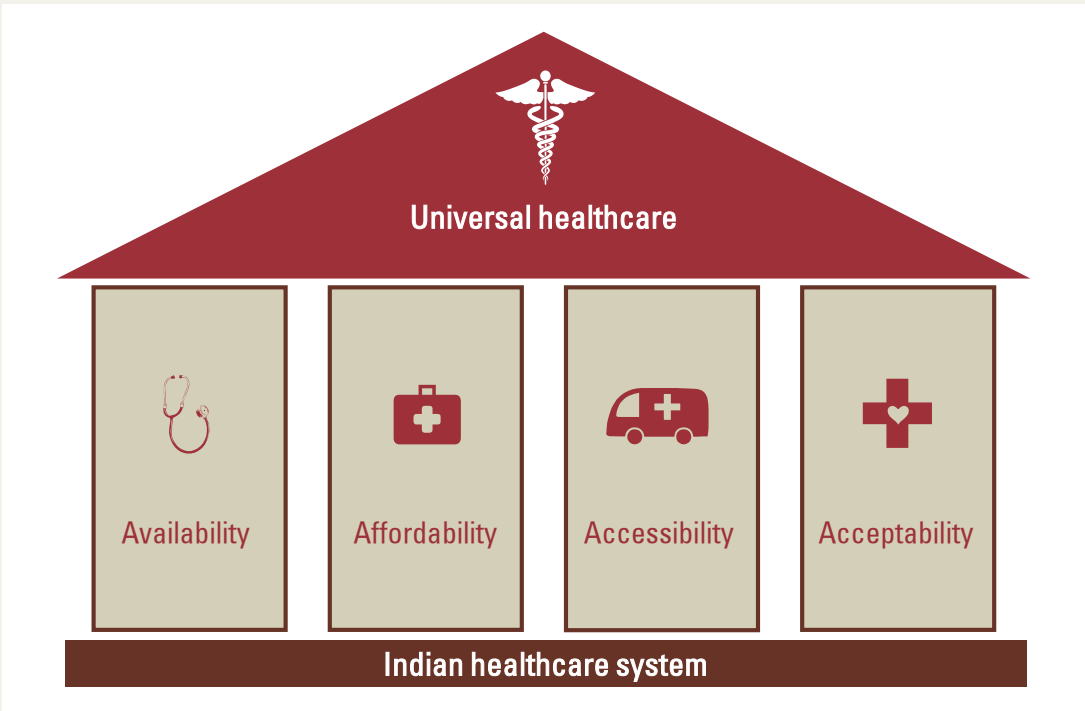 Universal healthcare
Availability
Affordability
Accessibility
Acceptability
Indian healthcare system